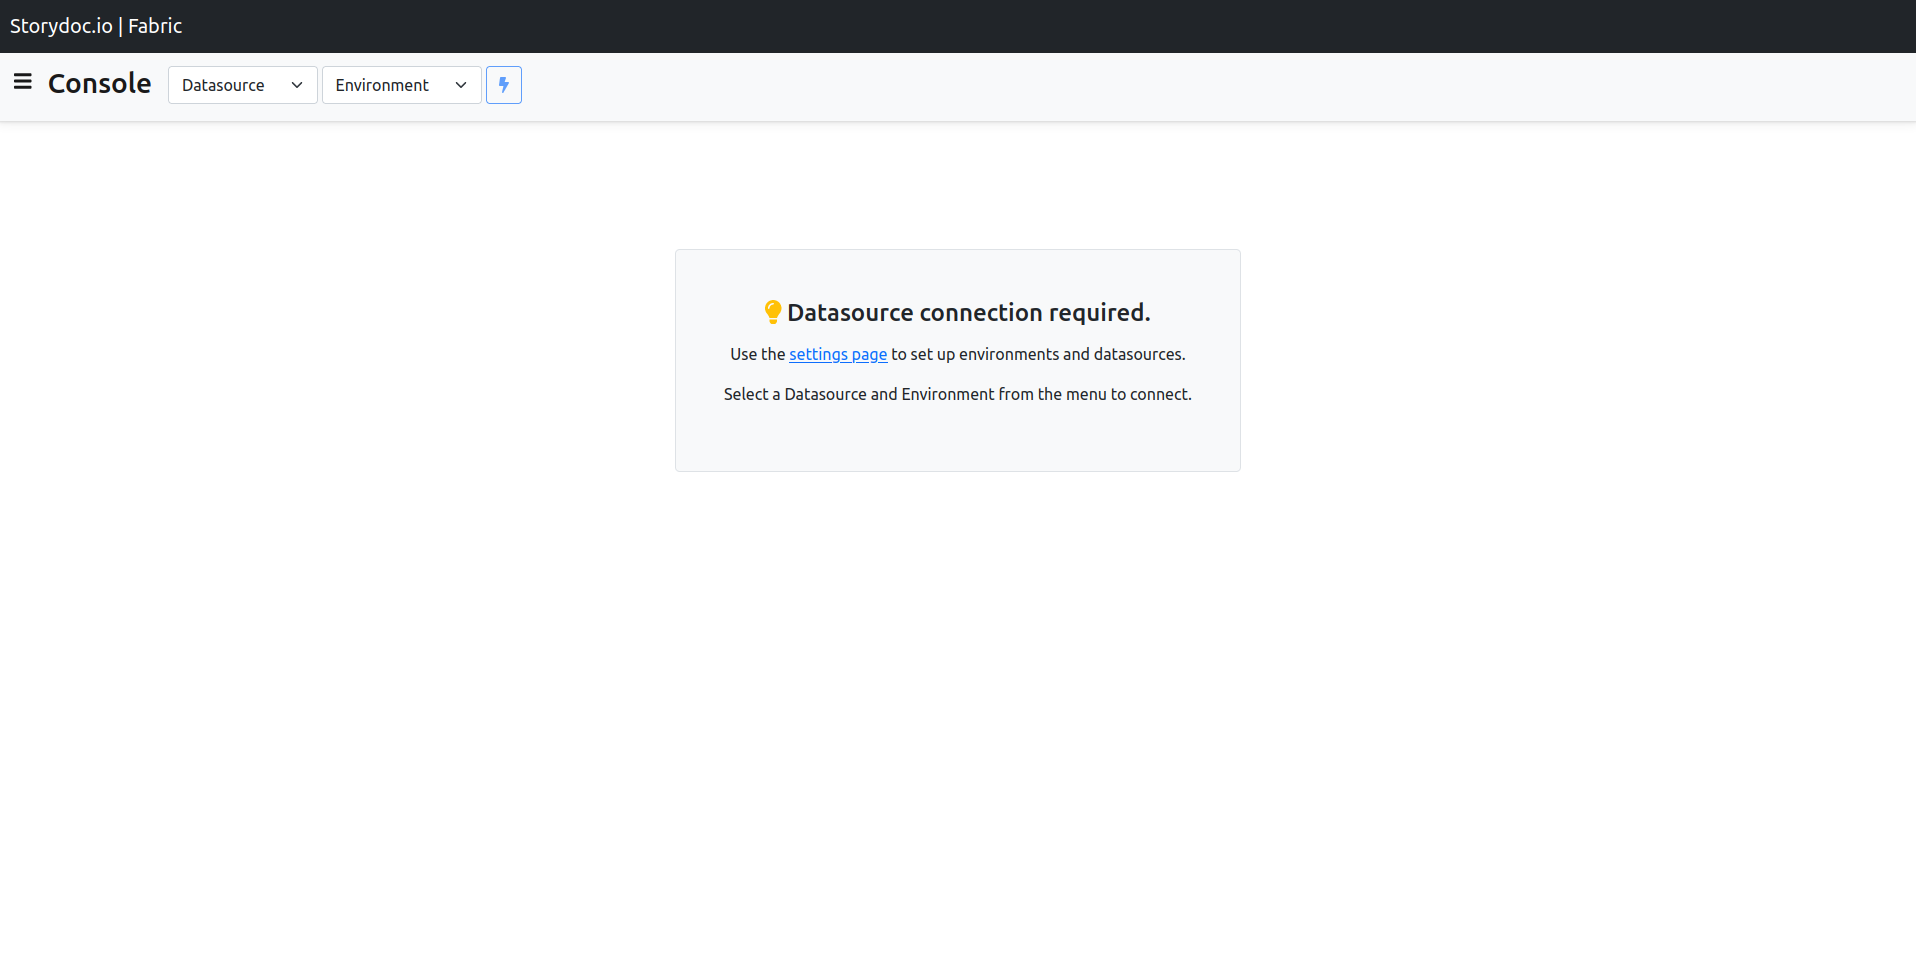 Storydoc.io | Fabric
Console Datasource Environment
Datasource connection required.
Use the settings page to set up environments and datasources.
Select a Datasource and Environment from the menu to connect.